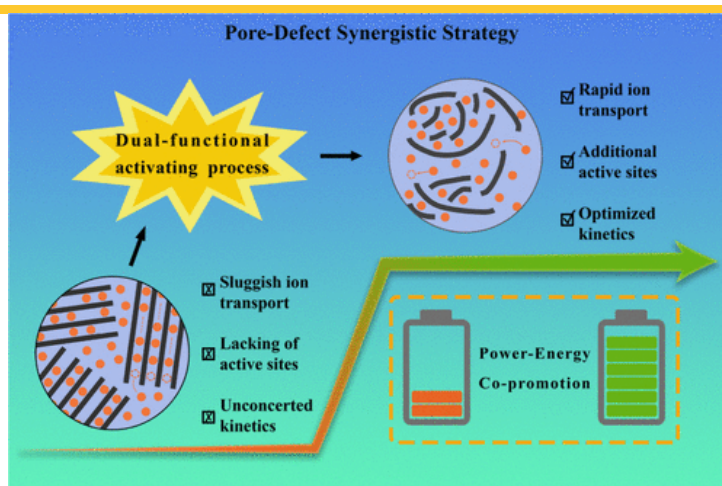 Pore-Defect Synergistic Strategy
Dual-functional
activating process
Rapid ion
transport
Additional
active sites
Optimized
kinetics
Sluggish ion
transport
Lacking of
active sites
Unconcerted
kinetics
Power-Energy
Co-promotion